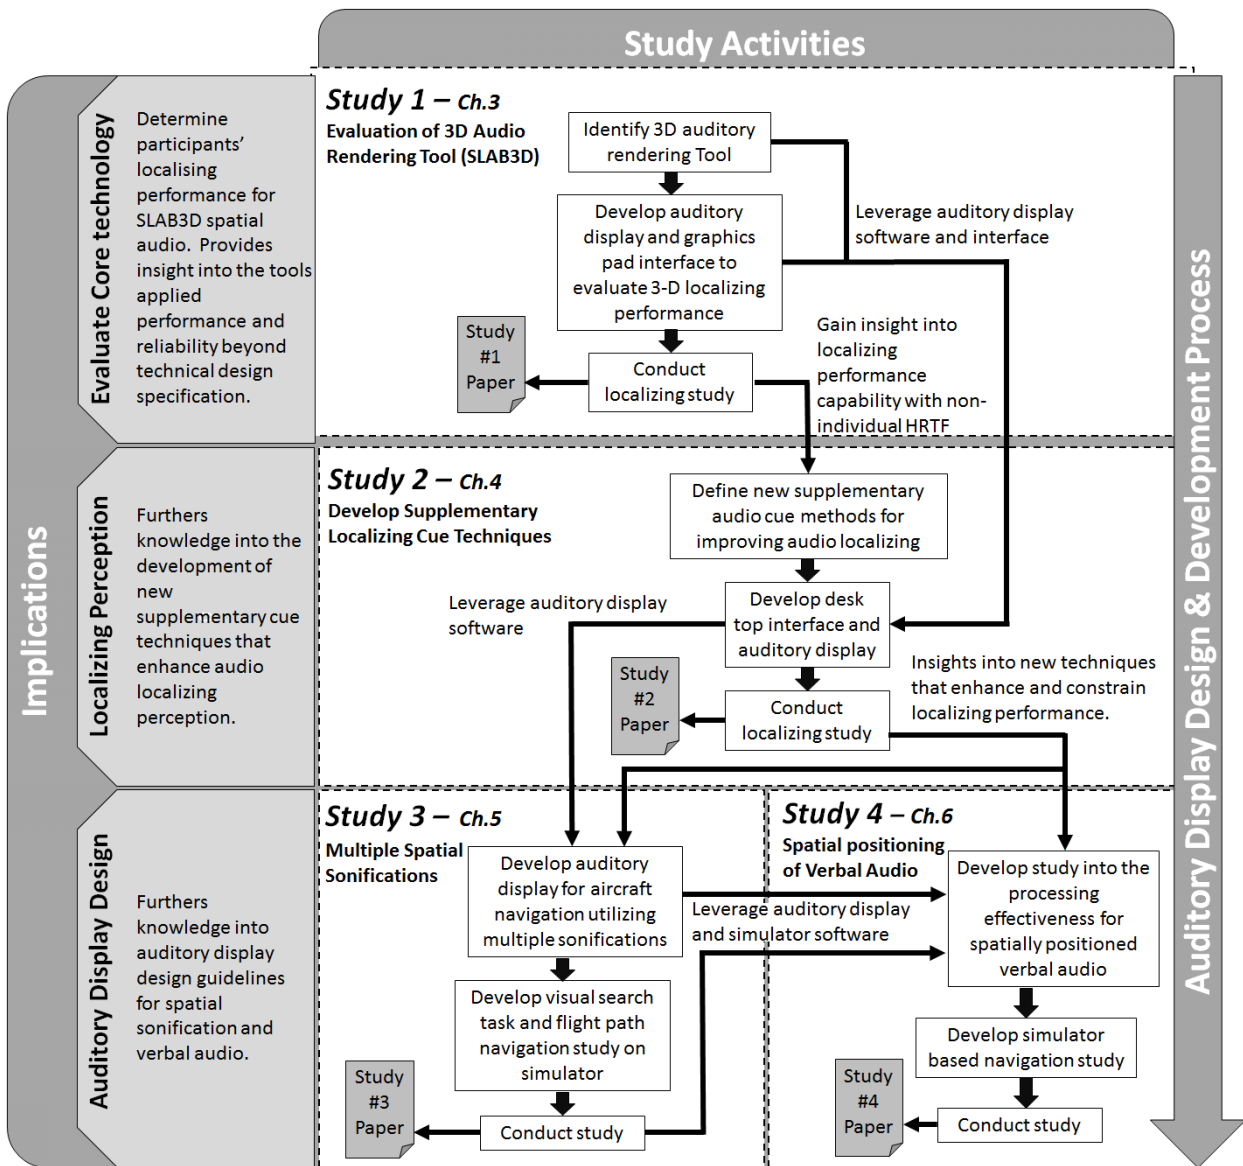 Study Activities
Implications
Auditory Display Design & Development Process
Evaluate Core technology
Determine
participants'
localising
performance for
SLAB3D spatial
audio. Provides
insight into the tools
applied
performance and
reliability beyond
technical design
specification.
Study 1 – Ch.3
Evaluation of 3D Audio
Rendering Tool (SLAB3D)
Identify 3D auditory
rendering Tool
Develop auditory
display and graphics
pad interface to
evaluate 3-D localizing
performance
Leverage auditory display
software and interface
Study
#1
Paper
Conduct
localizing study
Gain insight into
localizing
performance
capability with non-
individual HRTF
Localizing Perception
Furthers
knowledge into the
development of
new
supplementary cue
techniques that
enhance audio
localizing
perception.
Study 2 – Ch.4
Develop Supplementary
Localizing Cue Techniques
Define new supplementary
audio cue methods for
improving audio localizing
Leverage auditory display
software
Develop desk
top interface and
auditory display
Study
#2
Paper
Conduct
localizing study
Insights into new techniques
that enhance and constrain
localizing performance.
Auditory Display Design
Furthers
knowledge into
auditory display
design guidelines
for spatial
sonification and
verbal audio.
Study 3 – Ch.5
Multiple Spatial
Sonifications
Develop auditory
display for aircraft
navigation utilizing
multiple sonifications
Leverage auditory display
and simulator software
Develop visual search
task and flight path
navigation study on
simulator
Study
#3
Paper
Conduct study
Study 4 – Ch.6
Spatial positioning
of Verbal Audio
Develop study into the
processing
effectiveness for
spatially positioned
verbal audio
Develop simulator
based navigation study
Study
#4
Paper
Conduct study